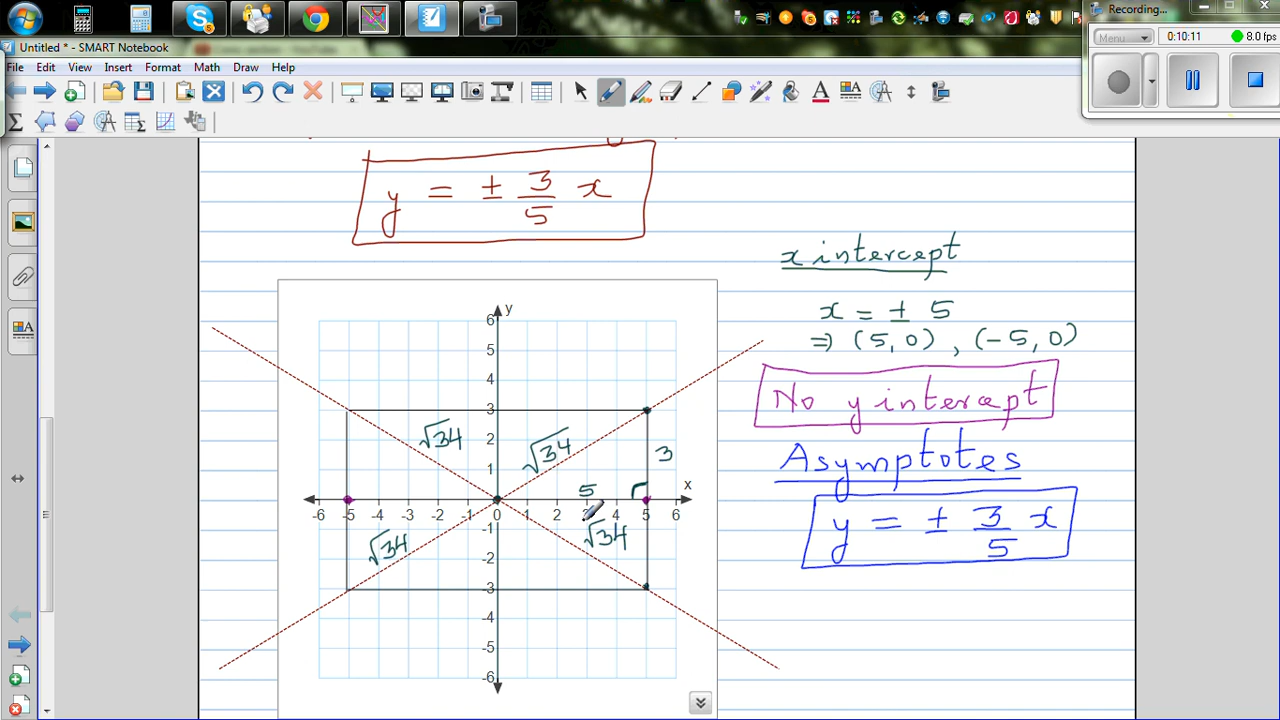 Recording...
Menu
0:10:11
8.0 fps
Untitled * - SMART Notebook
File Edit View Insert Format Math Draw Help
y = ± 3/5 x
x intercept
x = ± 5
⇒ (5, 0) , (-5, 0)
No y intercept
Asymptotes
y = ± 3/5 x
y
6
5
4
3
2
1
√34
√34
3
5
x
-6 -5 -4 -3 -2 -1 0 1 2 3 4 5 6
√34
√34
-1
-2
-3
-4
-5
-6